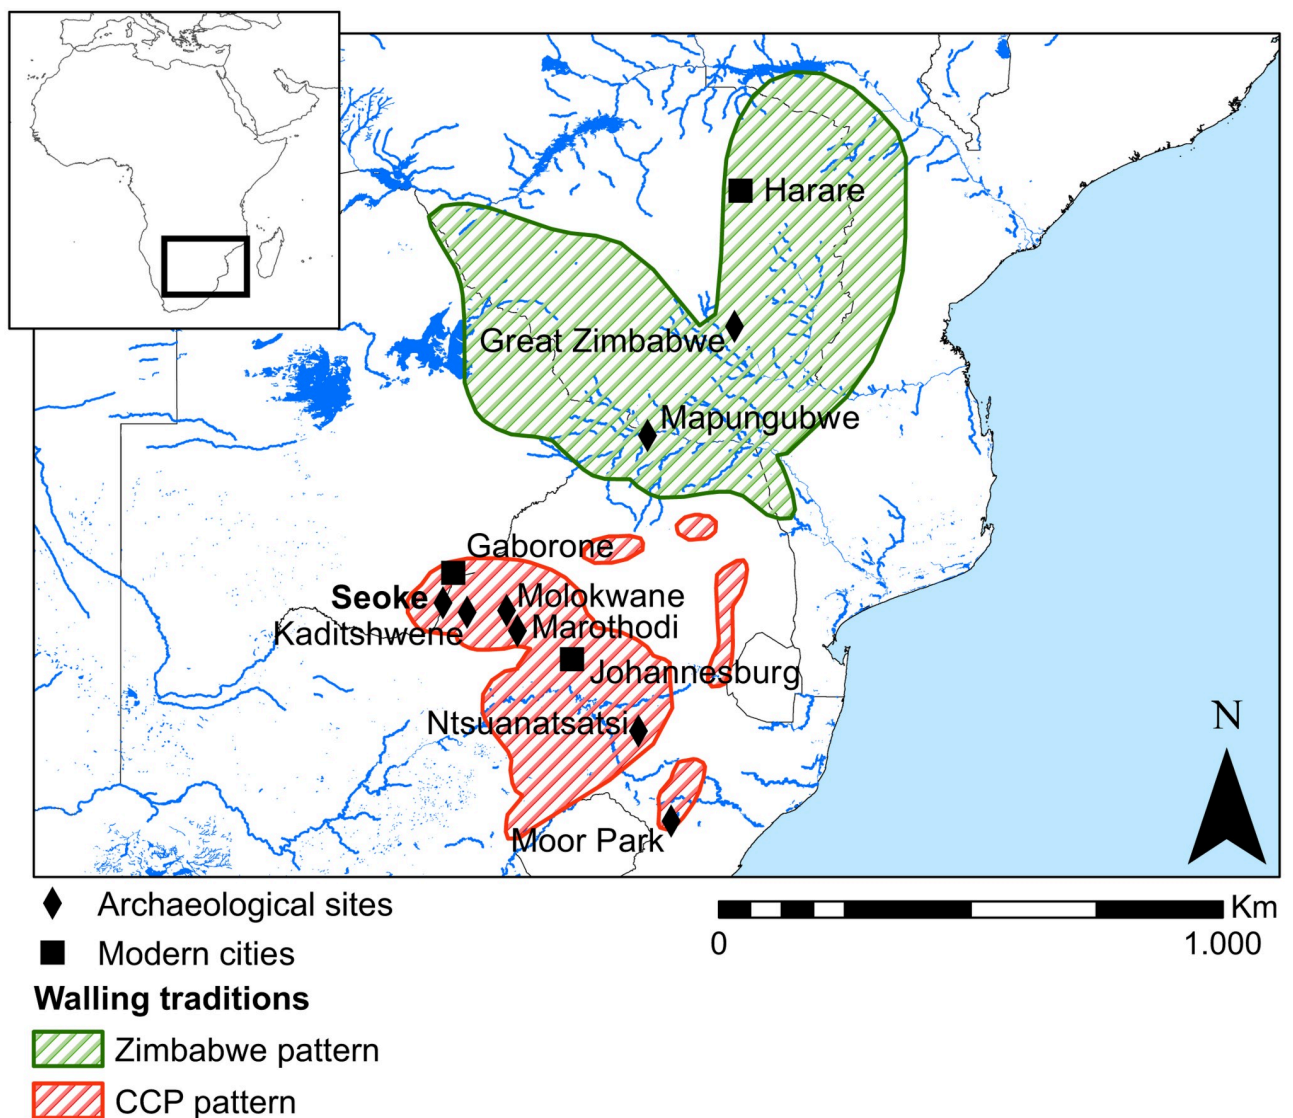 Harare
Great Zimbabwe
Mapungubwe
Gaborone
Seoke
Molokwane
Kaditshwene
Marothodi
Johannesburg
Ntsuanatsatsi
Moor Park
N
Archaeological sites
Modern cities
Walling traditions
Zimbabwe pattern
CCP pattern
Km
0 1.000